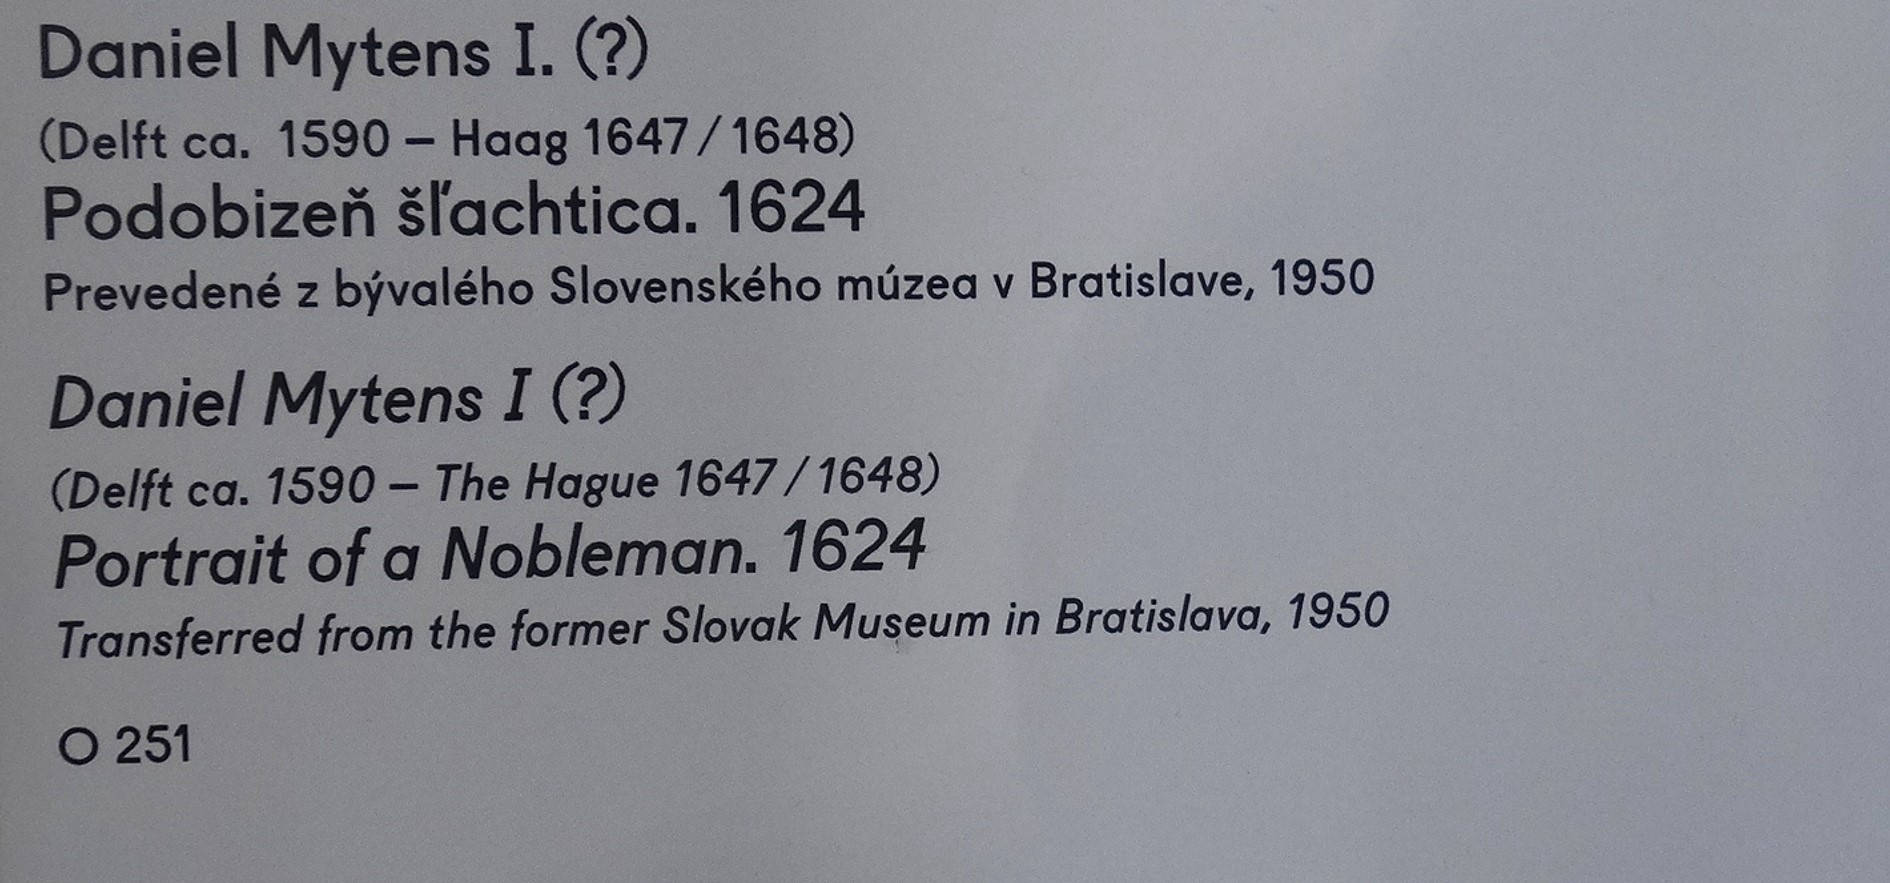 Daniel Mytens I. (?)
(Delft ca. 1590 – Haag 1647 / 1648)
Podobizeň šľachtica. 1624
Prevedené z bývalého Slovenského múzea v Bratislave, 1950
Daniel Mytens I (?)
(Delft ca. 1590 – The Hague 1647 / 1648)
Portrait of a Nobleman. 1624
Transferred from the former Slovak Museum in Bratislava, 1950
O 251